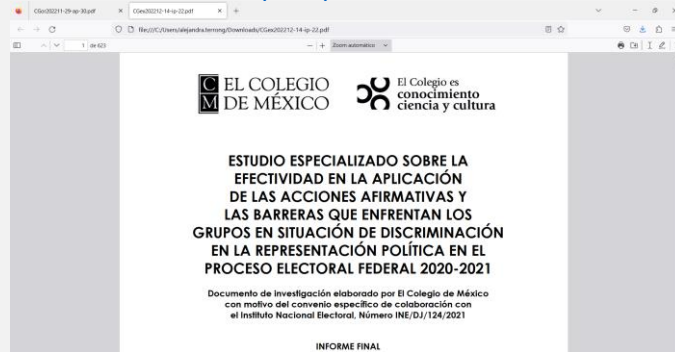 CGor202211-29-ap-30.pdf
CGex202212-14-ip-22.pdf
file:///C:/Users/alejandra.terrong/Downloads/CGex202212-14-ip-22.pdf
1 de 623
Zoom automático
CM EL COLEGIO DE MÉXICO
El Colegio es
conocimiento
ciencia y cultura
ESTUDIO ESPECIALIZADO SOBRE LA
EFECTIVIDAD EN LA APLICACIÓN
DE LAS ACCIONES AFIRMATIVAS Y
LAS BARRERAS QUE ENFRENTAN LOS
GRUPOS EN SITUACIÓN DE DISCRIMINACIÓN
EN LA REPRESENTACIÓN POLÍTICA EN EL
PROCESO ELECTORAL FEDERAL 2020-2021
Documento de investigación elaborado por El Colegio de México
con motivo del convenio específico de colaboración con
el Instituto Nacional Electoral, Número INE/DJ/124/2021
INFORME FINAL